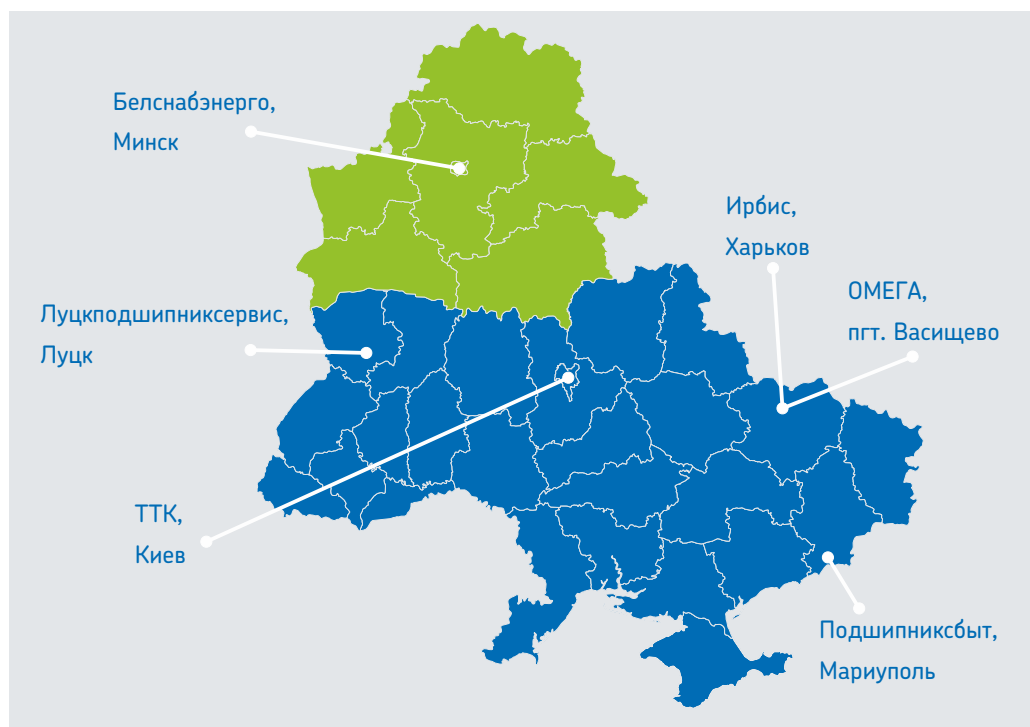 Белснабэнерго,
Минск
Ирбис,
Харьков
ОМЕГА,
пгт. Васищево
Луцкподшипниксервис,
Луцк
ТТК,
Киев
Подшипниксбыт,
Мариуполь